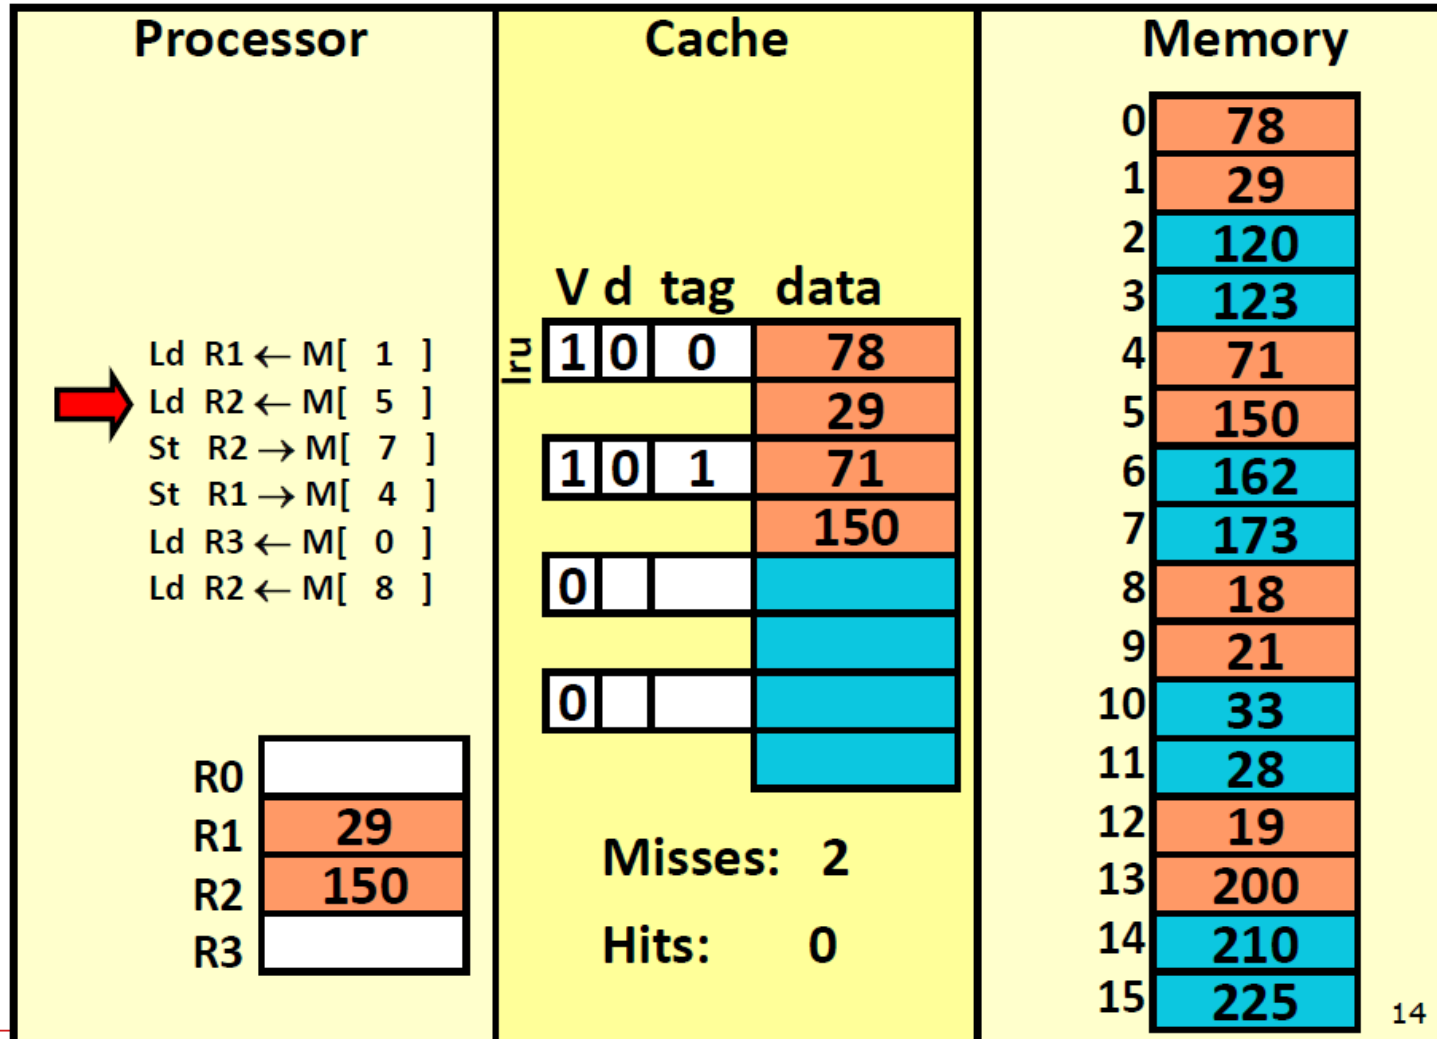 Processor
Ld R1 ← M[ 1 ]
Ld R2 ← M[ 5 ]
St R2 → M[ 7 ]
St R1 → M[ 4 ]
Ld R3 ← M[ 0 ]
Ld R2 ← M[ 8 ]
R0
R1 29
R2 150
R3
Cache
V d tag data
lru 1 0 0 78
29
1 0 1 71
150
0
0
Misses: 2
Hits: 0
Memory
0 78
1 29
2 120
3 123
4 71
5 150
6 162
7 173
8 18
9 21
10 33
11 28
12 19
13 200
14 210
15 225
14